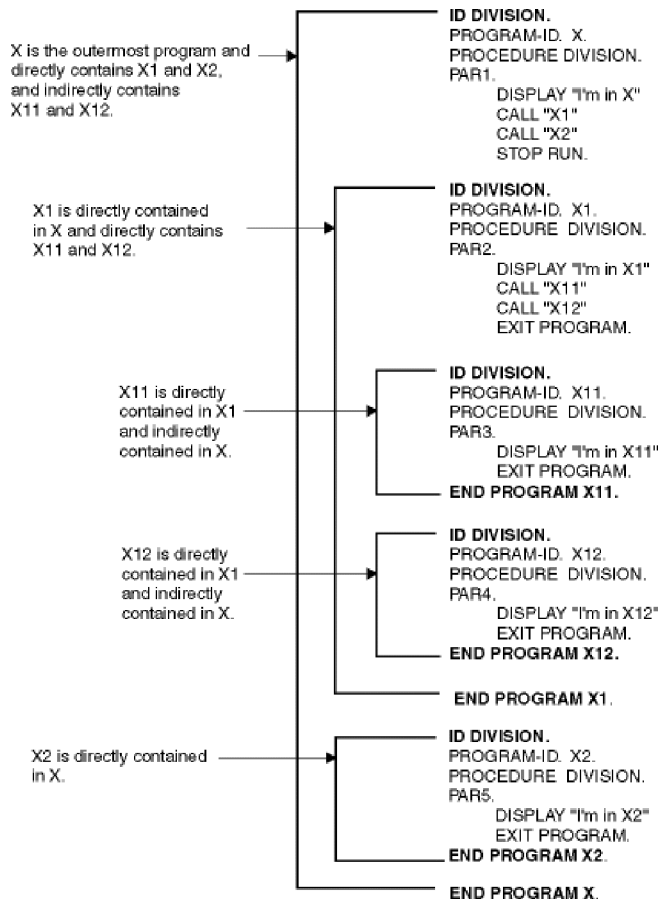 X is the outermost program and
directly contains X1 and X2,
and indirectly contains
X11 and X12.
ID DIVISION.
PROGRAM-ID. X.
PROCEDURE DIVISION.
PAR1.
DISPLAY "I'm in X"
CALL "X1"
CALL "X2"
STOP RUN.
X1 is directly contained
in X and directly contains
X11 and X12.
ID DIVISION.
PROGRAM-ID. X1.
PROCEDURE DIVISION.
PAR2.
DISPLAY "I'm in X1"
CALL "X11"
CALL "X12"
EXIT PROGRAM.
X11 is directly
contained in X1
and indirectly
contained in X.
ID DIVISION.
PROGRAM-ID. X11.
PROCEDURE DIVISION.
PAR3.
DISPLAY "I'm in X11"
EXIT PROGRAM.
END PROGRAM X11.
X12 is directly
contained in X1
and indirectly
contained in X.
ID DIVISION.
PROGRAM-ID. X12.
PROCEDURE DIVISION.
PAR4.
DISPLAY "I'm in X12"
EXIT PROGRAM.
END PROGRAM X12.
END PROGRAM X1.
X2 is directly contained
in X.
ID DIVISION.
PROGRAM-ID. X2.
PROCEDURE DIVISION.
PAR5.
DISPLAY "I'm in X2"
EXIT PROGRAM.
END PROGRAM X2.
END PROGRAM X.